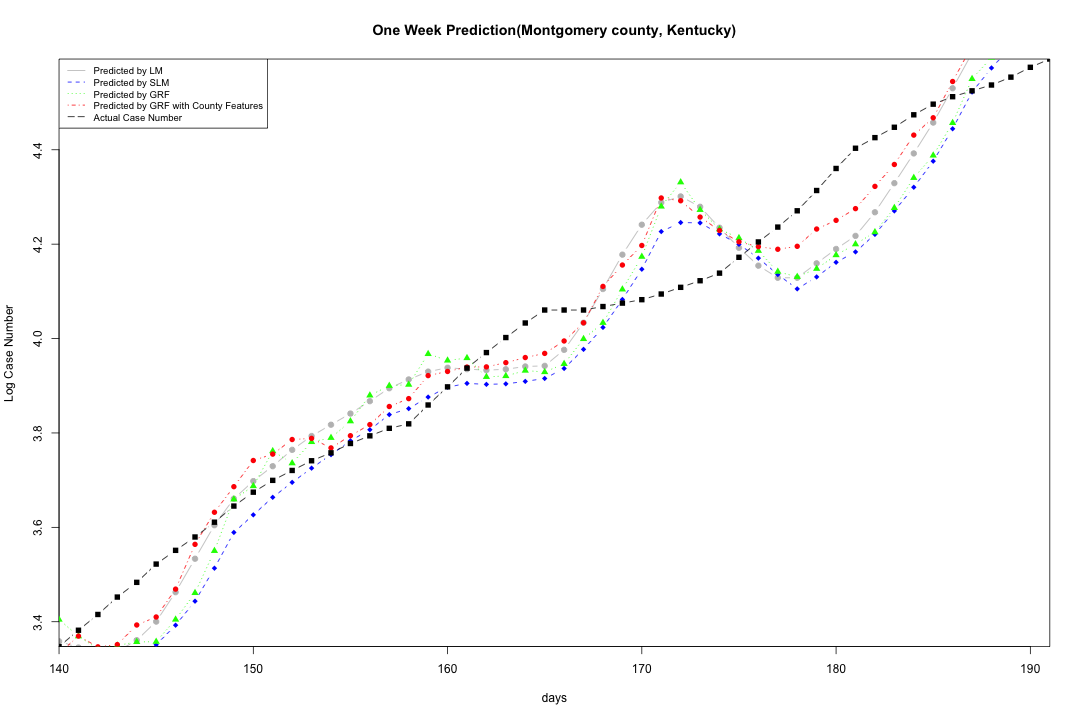 One Week Prediction(Montgomery county, Kentucky)
Predicted by LM
Predicted by SLM
Predicted by GRF
Predicted by GRF with County Features
Actual Case Number
Log Case Number
4.4
4.2
4.0
3.8
3.6
3.4
140 150 160 170 180 190
days